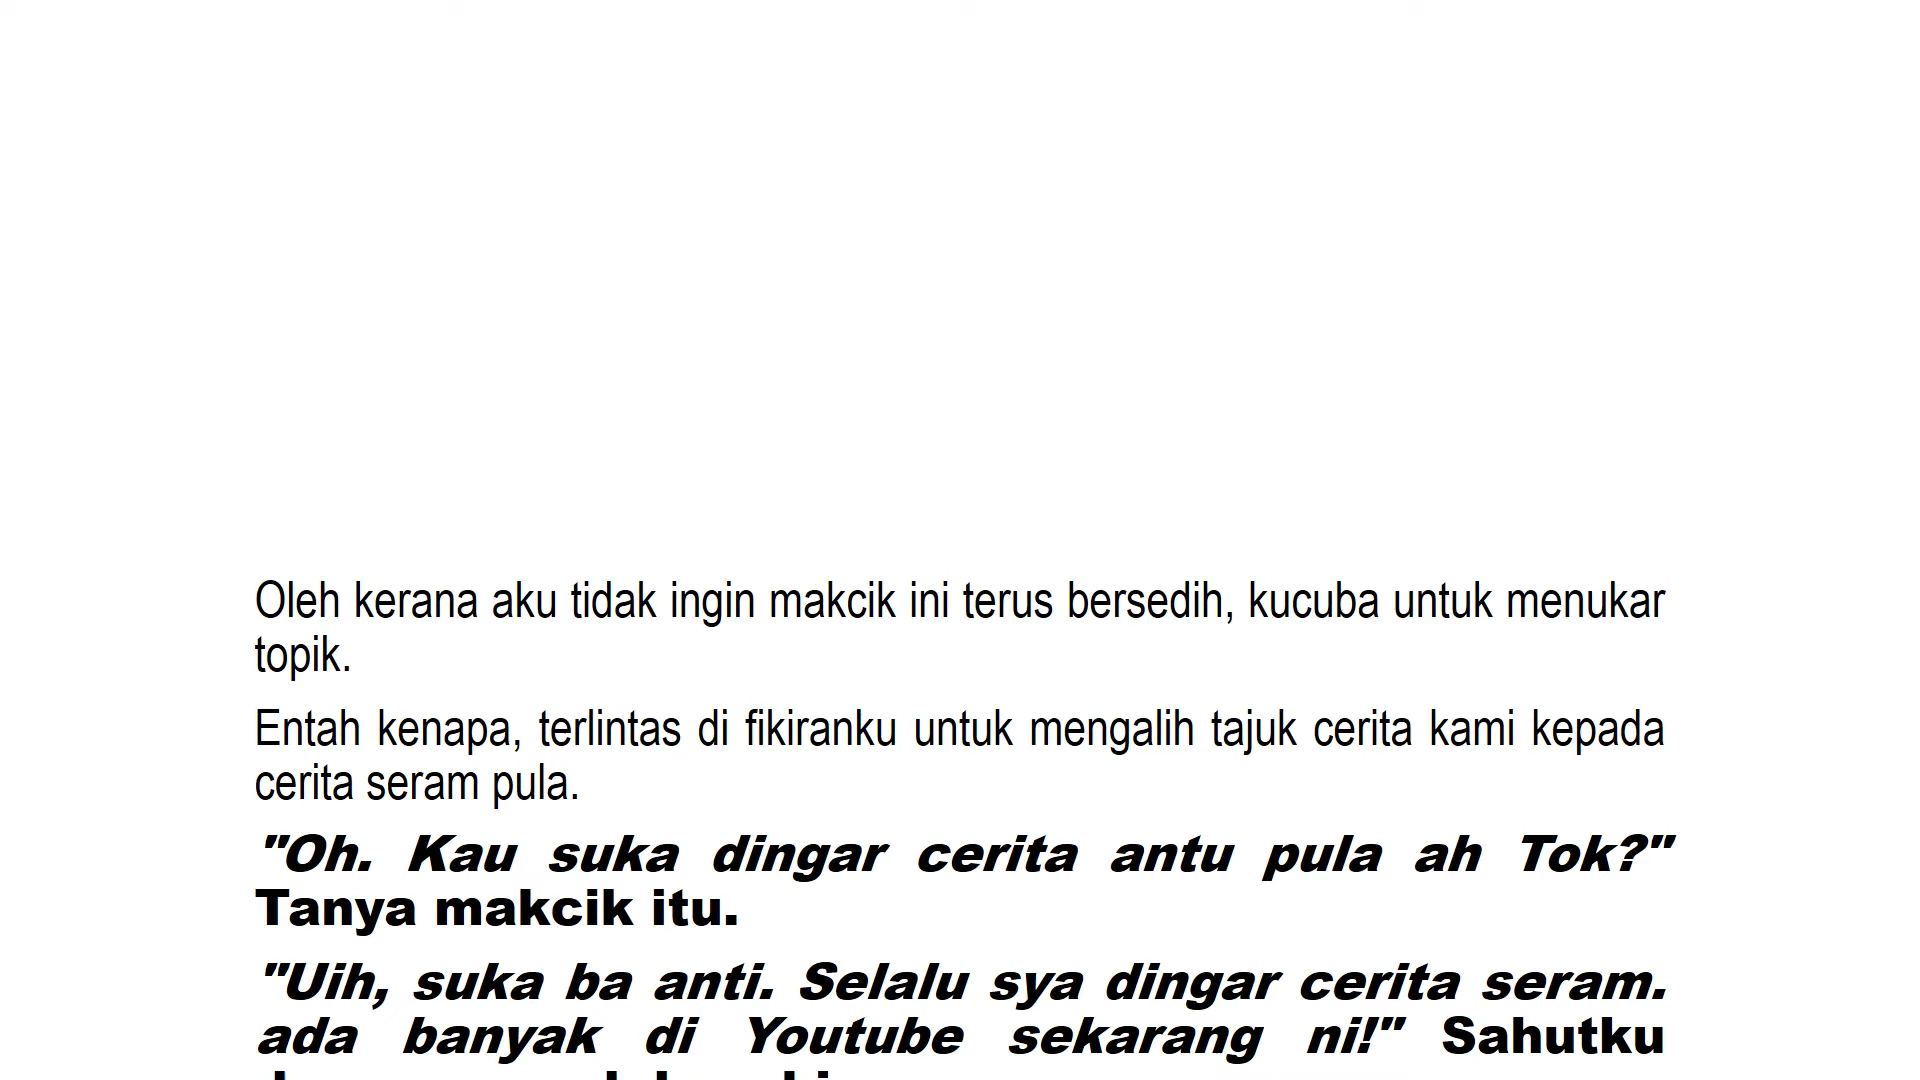 Oleh kerana aku tidak ingin makcik ini terus bersedih, kucuba untuk menukar
topik.
Entah kenapa, terlintas di fikiranku untuk mengalih tajuk cerita kami kepada
cerita seram pula.
"Oh. Kau suka dingar cerita antu pula ah Tok?"
Tanya makcik itu.
"Uih, suka ba anti. Selalu sya dingar cerita seram.
ada banyak di Youtube sekarang ni!" Sahutku